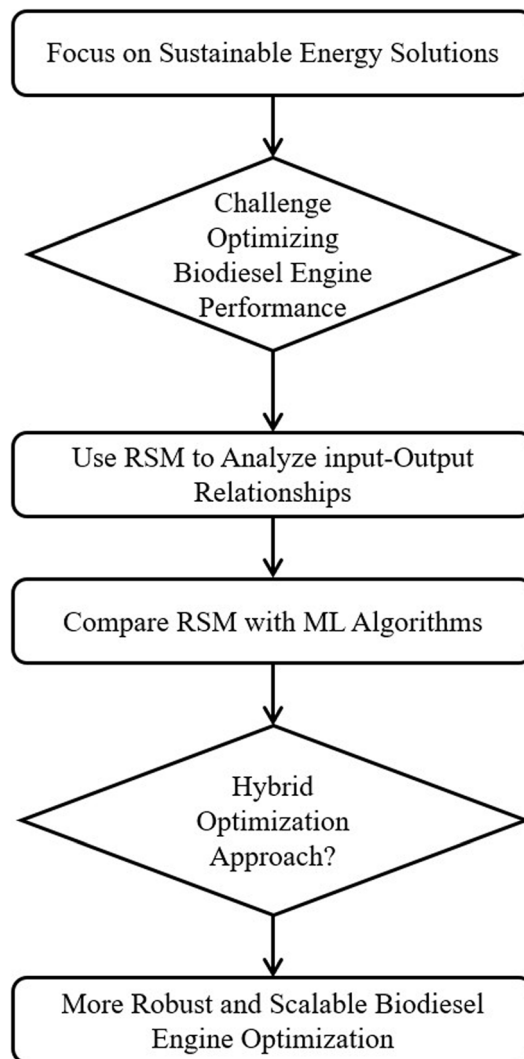 Focus on Sustainable Energy Solutions
Challenge
Optimizing
Biodiesel Engine
Performance
Use RSM to Analyze input-Output
Relationships
Compare RSM with ML Algorithms
Hybrid
Optimization
Approach?
More Robust and Scalable Biodiesel
Engine Optimization